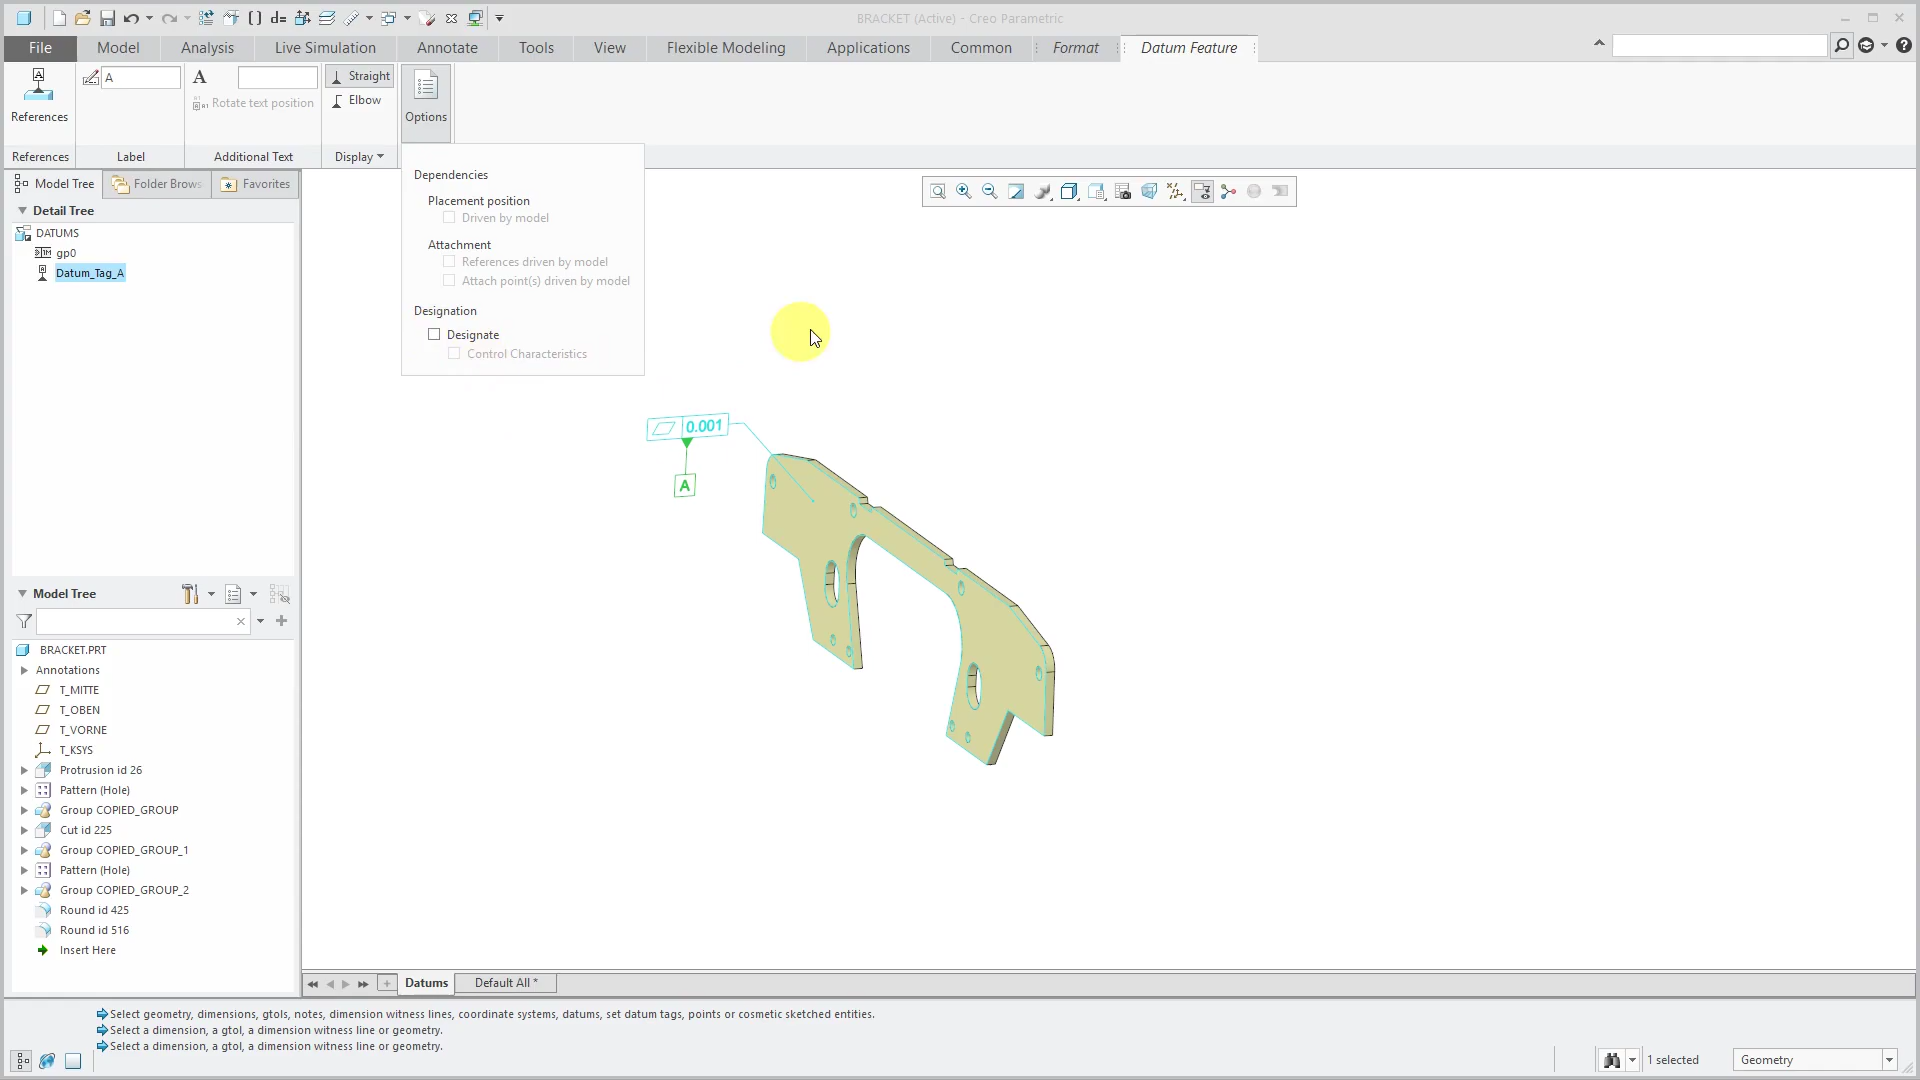 BRACKET (Active) - Creo Parametric
File Model Analysis Live Simulation Annotate Tools View Flexible Modeling Applications Common Format Datum Feature
A A Straight
Rotate text position Elbow
References Options
References Label Additional Text Display
Model Tree Folder Brows Favorites
Detail Tree
DATUMS
gp0
Datum_Tag_A
Dependencies
Placement position
Driven by model
Attachment
References driven by model
Attach point(s) driven by model
Designation
Designate
Control Characteristics
0.001
A
Model Tree
BRACKET.PRT
Annotations
T_MITTE
T_OBEN
T_VORNE
T_KSYS
Protrusion id 26
Pattern (Hole)
Group COPIED_GROUP
Cut id 225
Group COPIED_GROUP_1
Pattern (Hole)
Group COPIED_GROUP_2
Round id 425
Round id 516
Insert Here
Datums Default All *
Select geometry, dimensions, gtols, notes, dimension witness lines, coordinate systems, datums, set datum tags, points or cosmetic sketched entities.
Select a dimension, a gtol, a dimension witness line or geometry.
Select a dimension, a gtol, a dimension witness line or geometry.
1 selected Geometry